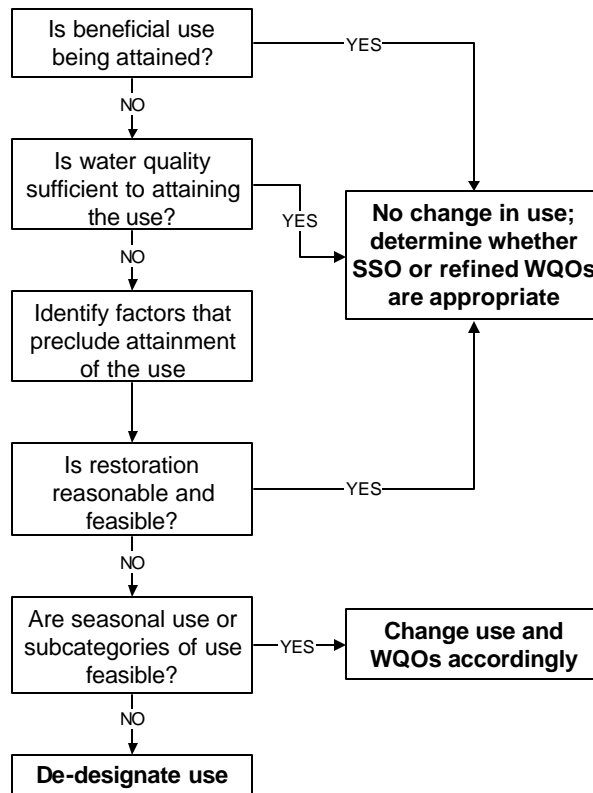 Is beneficial use
being attained?
YES
NO
Is water quality
sufficient to attaining
the use?
YES
No change in use;
determine whether
SSO or refined WQOs
are appropriate
NO
Identify factors that
preclude attainment
of the use
Is restoration
reasonable and
feasible?
YES
NO
Are seasonal use or
subcategories of use
feasible?
YES
Change use and
WQOs accordingly
NO
De-designate use